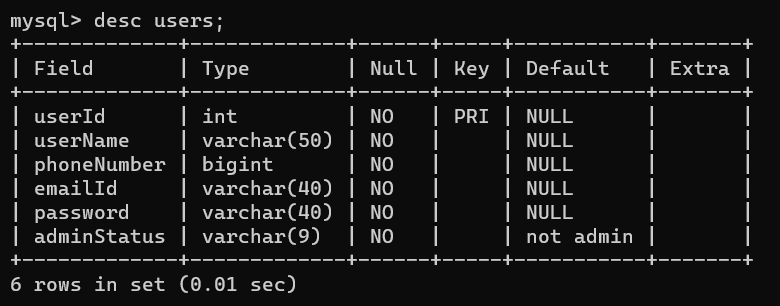 mysql> desc users;
+-------------+-------------+------+-----+-----------+-------+
| Field       | Type        | Null | Key | Default   | Extra |
+-------------+-------------+------+-----+-----------+-------+
| userId      | int         | NO   | PRI | NULL      |       |
| userName    | varchar(50) | NO   |     | NULL      |       |
| phoneNumber | bigint      | NO   |     | NULL      |       |
| emailId     | varchar(40) | NO   |     | NULL      |       |
| password    | varchar(40) | NO   |     | NULL      |       |
| adminStatus | varchar(9)  | NO   |     | not admin |       |
+-------------+-------------+------+-----+-----------+-------+
6 rows in set (0.01 sec)